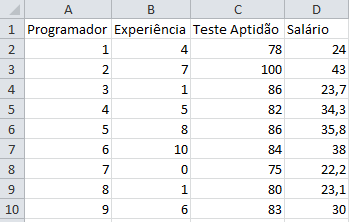 A B C D
1 Programador Experiência Teste Aptidão Salário
2 1 4 78 24
3 2 7 100 43
4 3 1 86 23,7
5 4 5 82 34,3
6 5 8 86 35,8
7 6 10 84 38
8 7 0 75 22,2
9 8 1 80 23,1
10 9 6 83 30